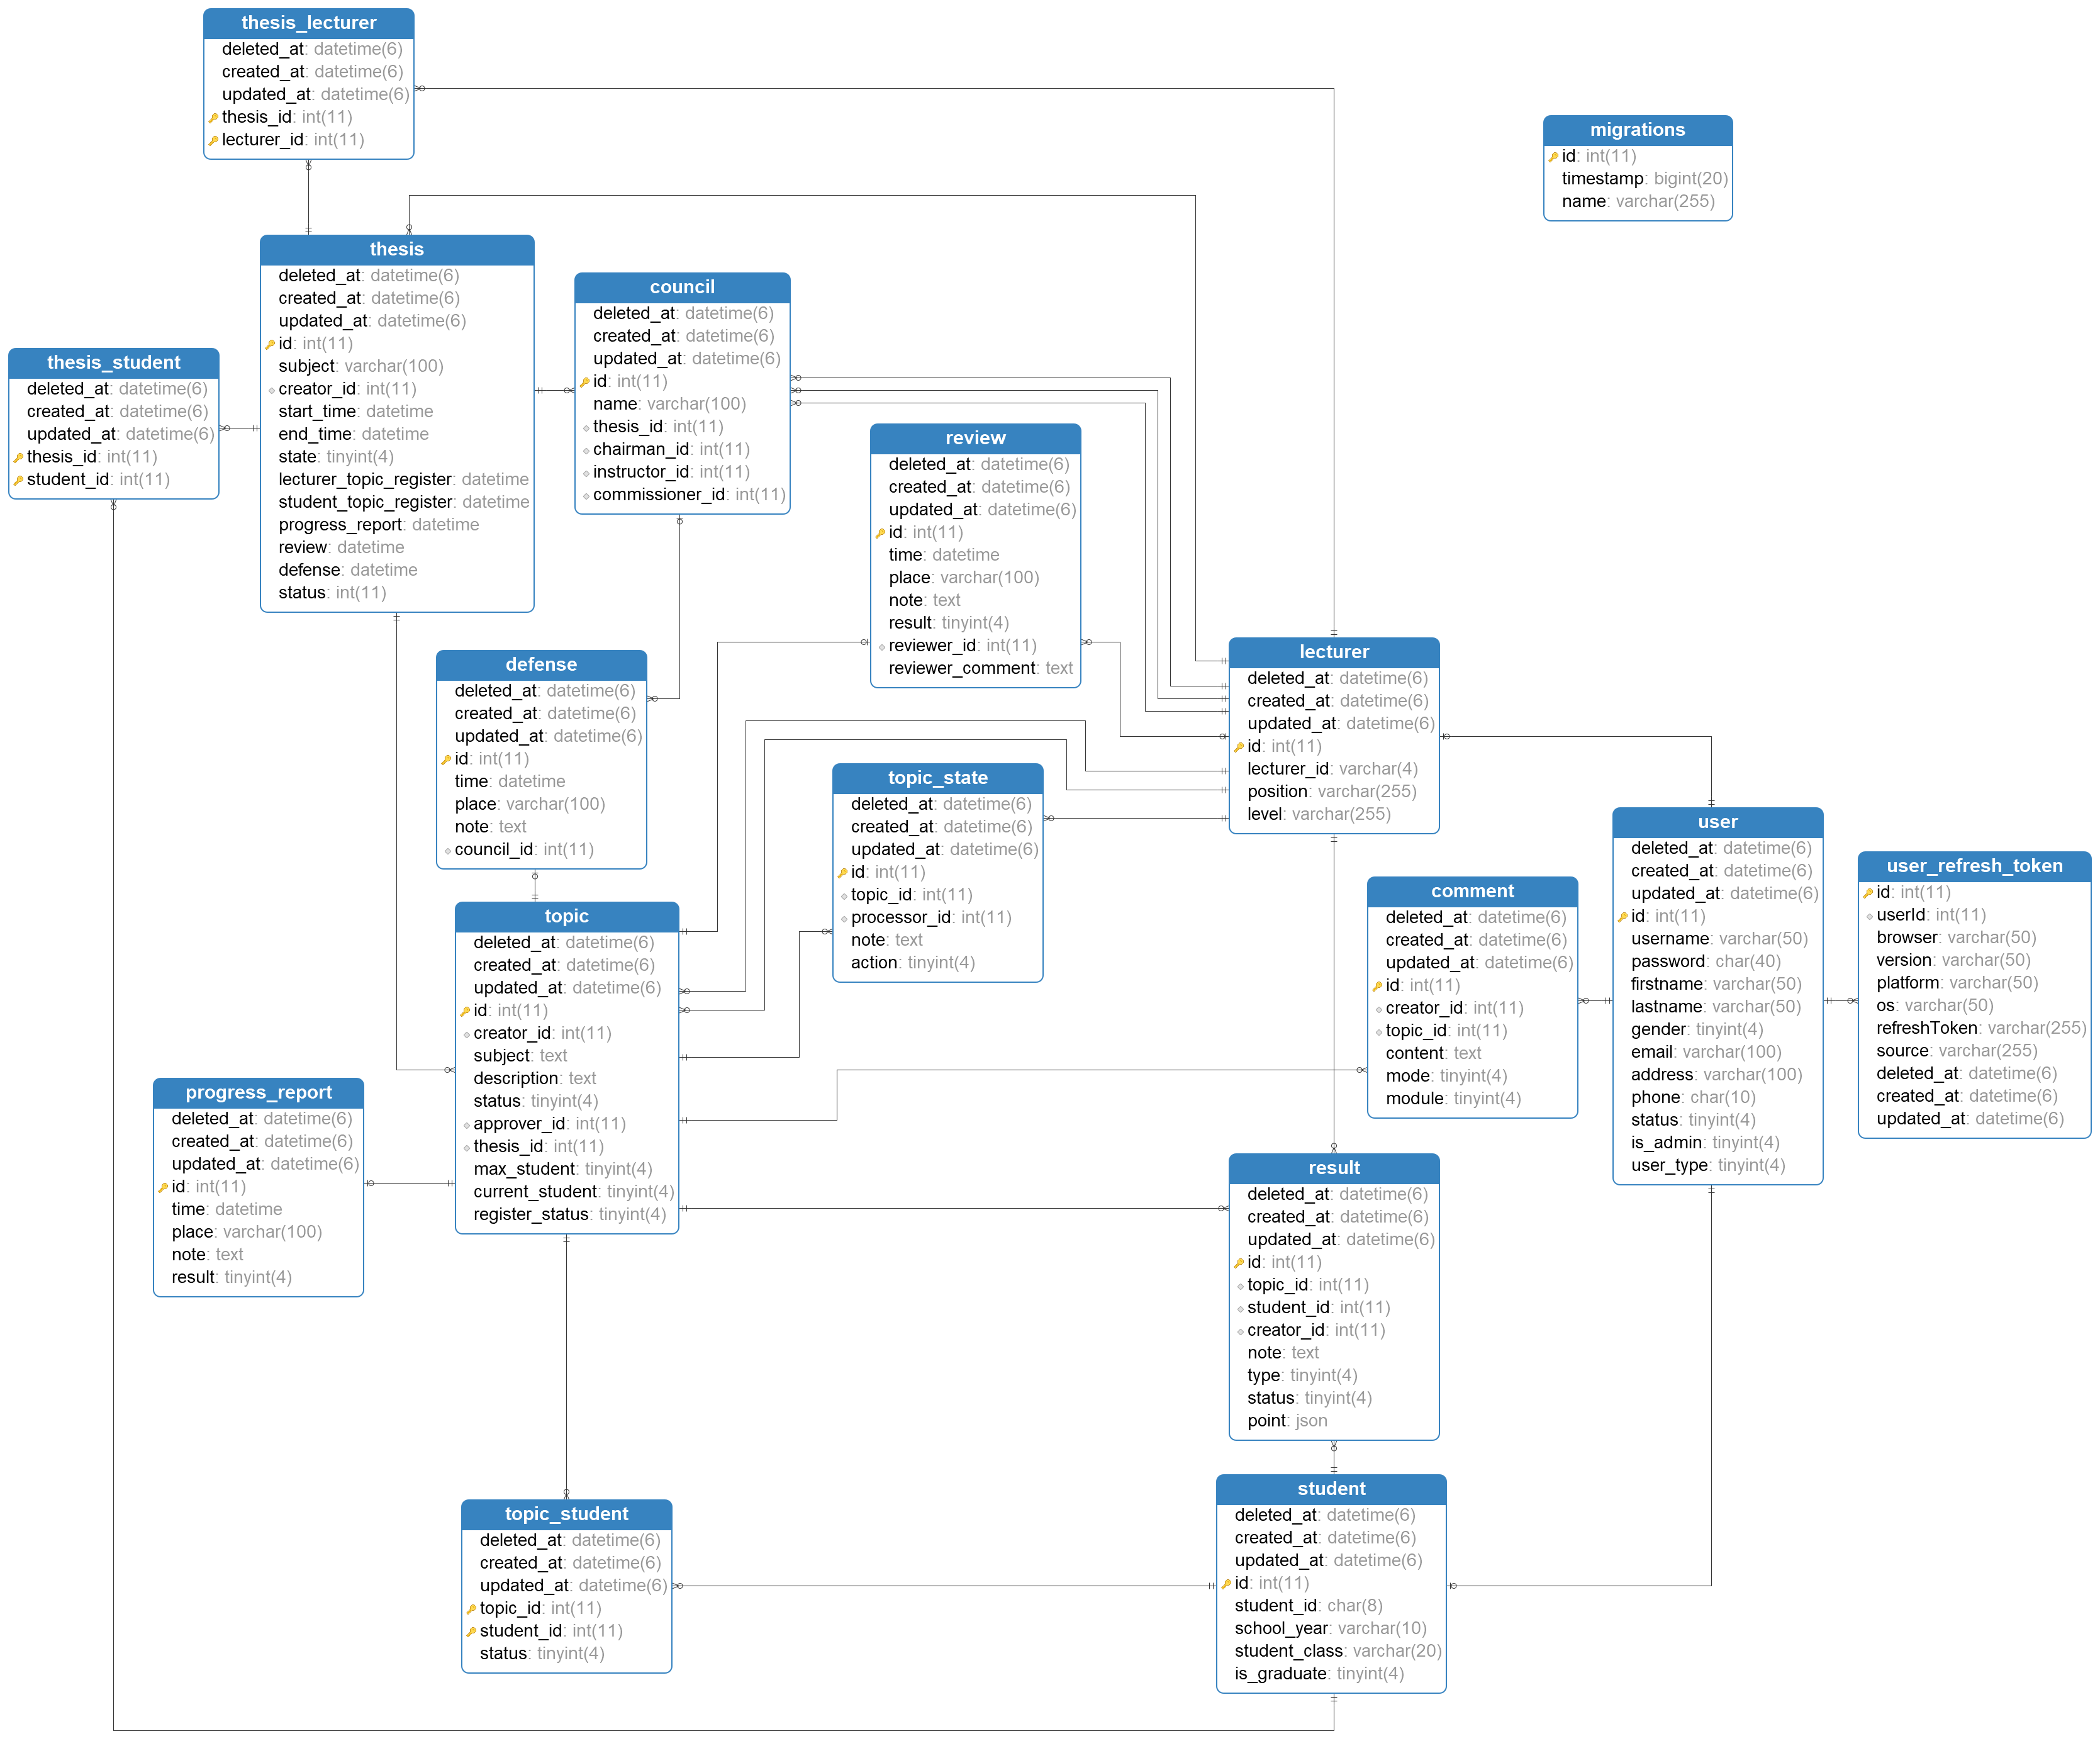 thesis_lecturer
deleted_at: datetime(6)
created_at: datetime(6)
updated_at: datetime(6)
thesis_id: int(11)
lecturer_id: int(11)
migrations
id: int(11)
timestamp: bigint(20)
name: varchar(255)
thesis
deleted_at: datetime(6)
created_at: datetime(6)
updated_at: datetime(6)
id: int(11)
subject: varchar(100)
creator_id: int(11)
start_time: datetime
end_time: datetime
state: tinyint(4)
lecturer_topic_register: datetime
student_topic_register: datetime
progress_report: datetime
review: datetime
defense: datetime
status: int(11)
council
deleted_at: datetime(6)
created_at: datetime(6)
updated_at: datetime(6)
id: int(11)
name: varchar(100)
thesis_id: int(11)
chairman_id: int(11)
instructor_id: int(11)
commissioner_id: int(11)
thesis_student
deleted_at: datetime(6)
created_at: datetime(6)
updated_at: datetime(6)
thesis_id: int(11)
student_id: int(11)
review
deleted_at: datetime(6)
created_at: datetime(6)
updated_at: datetime(6)
id: int(11)
time: datetime
place: varchar(100)
note: text
result: tinyint(4)
reviewer_id: int(11)
reviewer_comment: text
lecturer
deleted_at: datetime(6)
created_at: datetime(6)
updated_at: datetime(6)
id: int(11)
lecturer_id: varchar(4)
position: varchar(255)
level: varchar(255)
defense
deleted_at: datetime(6)
created_at: datetime(6)
updated_at: datetime(6)
id: int(11)
time: datetime
place: varchar(100)
note: text
council_id: int(11)
topic_state
deleted_at: datetime(6)
created_at: datetime(6)
updated_at: datetime(6)
id: int(11)
topic_id: int(11)
processor_id: int(11)
note: text
action: tinyint(4)
user
deleted_at: datetime(6)
created_at: datetime(6)
updated_at: datetime(6)
id: int(11)
username: varchar(50)
password: char(40)
firstname: varchar(50)
lastname: varchar(50)
gender: tinyint(4)
email: varchar(100)
address: varchar(100)
phone: char(10)
status: tinyint(4)
is_admin: tinyint(4)
user_type: tinyint(4)
user_refresh_token
id: int(11)
userId: int(11)
browser: varchar(50)
version: varchar(50)
platform: varchar(50)
os: varchar(50)
refreshToken: varchar(255)
source: varchar(255)
deleted_at: datetime(6)
created_at: datetime(6)
updated_at: datetime(6)
comment
deleted_at: datetime(6)
created_at: datetime(6)
updated_at: datetime(6)
id: int(11)
creator_id: int(11)
topic_id: int(11)
content: text
mode: tinyint(4)
module: tinyint(4)
topic
deleted_at: datetime(6)
created_at: datetime(6)
updated_at: datetime(6)
id: int(11)
creator_id: int(11)
subject: text
description: text
status: tinyint(4)
approver_id: int(11)
thesis_id: int(11)
max_student: tinyint(4)
current_student: tinyint(4)
register_status: tinyint(4)
progress_report
deleted_at: datetime(6)
created_at: datetime(6)
updated_at: datetime(6)
id: int(11)
time: datetime
place: varchar(100)
note: text
result: tinyint(4)
result
deleted_at: datetime(6)
created_at: datetime(6)
updated_at: datetime(6)
id: int(11)
topic_id: int(11)
student_id: int(11)
creator_id: int(11)
note: text
type: tinyint(4)
status: tinyint(4)
point: json
student
deleted_at: datetime(6)
created_at: datetime(6)
updated_at: datetime(6)
id: int(11)
student_id: char(8)
school_year: varchar(10)
student_class: varchar(20)
is_graduate: tinyint(4)
topic_student
deleted_at: datetime(6)
created_at: datetime(6)
updated_at: datetime(6)
topic_id: int(11)
student_id: int(11)
status: tinyint(4)